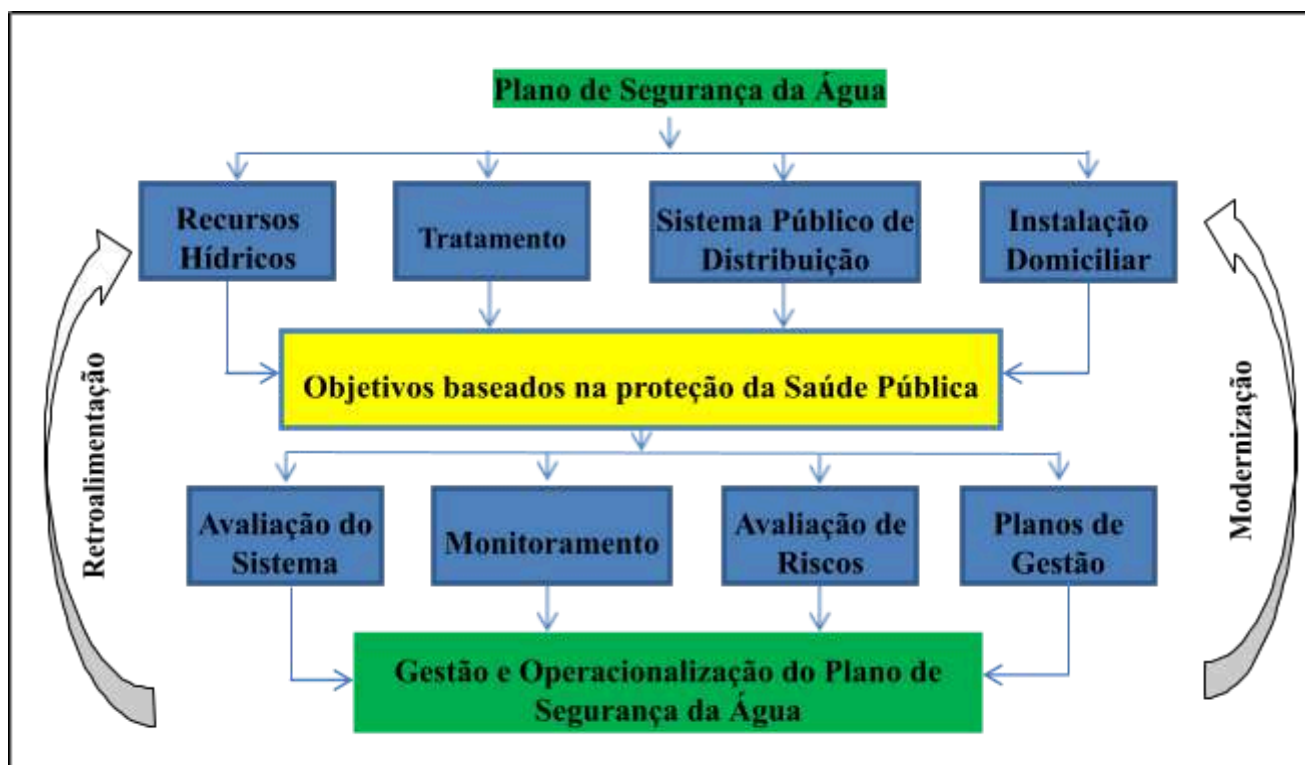 Plano de Segurança da Água
Recursos
Hídricos
Tratamento
Sistema Público de
Distribuição
Instalação
Domiciliar
Objetivos baseados na proteção da Saúde Pública
Retroalimentação
Modernização
Avaliação do
Sistema
Monitoramento
Avaliação de
Riscos
Planos de
Gestão
Gestão e Operacionalização do Plano de
Segurança da Água